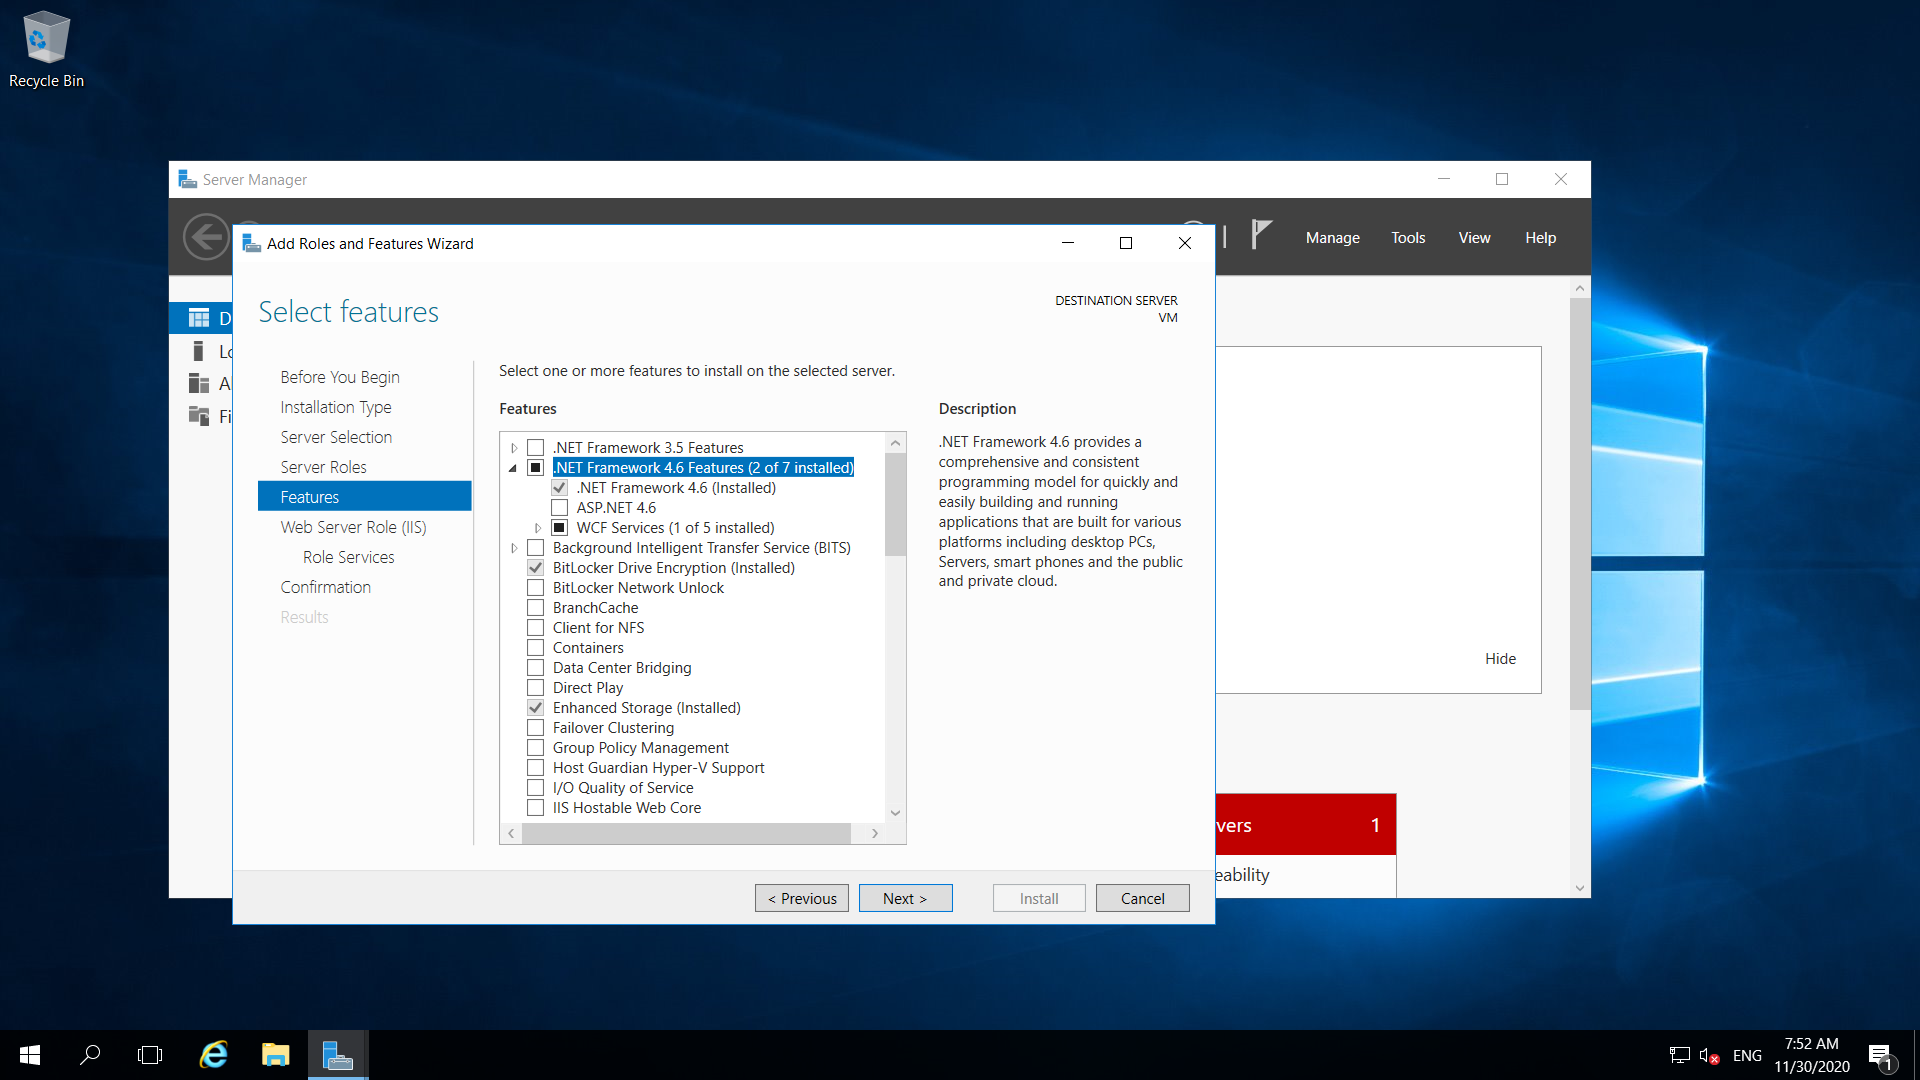 Recycle Bin
Server Manager
Manage
Tools
View
Help
Add Roles and Features Wizard
Select features
DESTINATION SERVER
VM
Before You Begin
Installation Type
Server Selection
Server Roles
Features
Web Server Role (IIS)
Role Services
Confirmation
Results
Select one or more features to install on the selected server.
Features
.NET Framework 3.5 Features
.NET Framework 4.6 Features (2 of 7 installed)
.NET Framework 4.6 (Installed)
ASP.NET 4.6
WCF Services (1 of 5 installed)
Background Intelligent Transfer Service (BITS)
BitLocker Drive Encryption (Installed)
BitLocker Network Unlock
BranchCache
Client for NFS
Containers
Data Center Bridging
Direct Play
Enhanced Storage (Installed)
Failover Clustering
Group Policy Management
Host Guardian Hyper-V Support
I/O Quality of Service
IIS Hostable Web Core
Description
.NET Framework 4.6 provides a
comprehensive and consistent
programming model for quickly and
easily building and running
applications that are built for various
platforms including desktop PCs,
Servers, smart phones and the public
and private cloud.
< Previous
Next >
Install
Cancel
D
Lo
A
Fi
Hide
vers 1
eability
ENG
7:52 AM
11/30/2020
1